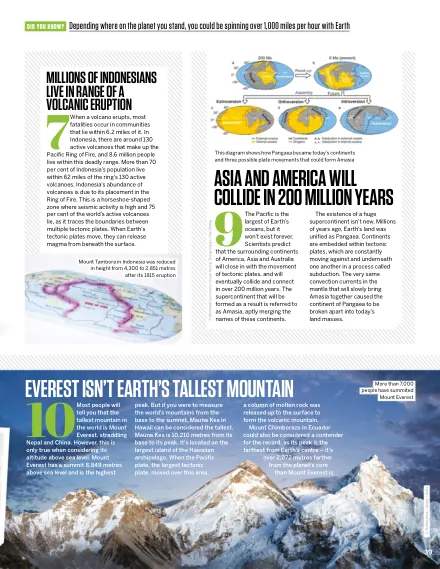 DID YOU KNOW?
Depending where on the planet you stand, you could be spinning over 1,000 miles per hour with Earth
MILLIONS OF INDONESIANS
LIVE IN RANGE OF A
VOLCANIC ERUPTION
7
When a volcano erupts, most
fatalities occur in communities
that lie within 6.2 miles of it. In
Indonesia, there are around 130
active volcanoes that make up the
Pacific Ring of Fire, and 8.6 million people
live within this deadly range. More than 70
per cent of Indonesia's population live
within 62 miles of the ring's 130 active
volcanoes. Indonesia's abundance of
volcanoes is due to its placement in the
Ring of Fire. This is a horseshoe-shaped
zone where seismic activity is high and 75
per cent of the world's active volcanoes
lie, as it traces the boundaries between
multiple tectonic plates. When Earth's
tectonic plates move, they can release
magma from beneath the surface.
Mount Tambora in Indonesia was reduced
in height from 4,300 to 2,851 metres
after its 1815 eruption
200 Ma
0 Ma (present)
Assembly
Future
Extroversion
Orthoversion
Introversion
This diagram shows how Pangaea became today's continents
and three possible plate movements that could form Amasia
ASIA AND AMERICA WILL
COLLIDE IN 200 MILLION YEARS
9
The Pacific is the
largest of Earth's
oceans, but it
won't exist forever.
Scientists predict
that the surrounding continents
of America, Asia and Australia
will close in with the movement
of tectonic plates, and will
eventually collide and connect
in over 200 million years. The
supercontinent that will be
formed as a result is referred to
as Amasia, aptly merging the
names of these continents.
The existence of a huge
supercontinent isn't new. Millions
of years ago, Earth's land was
unified as Pangaea. Continents
are embedded within tectonic
plates, which are constantly
moving against and underneath
one another in a process called
subduction. The very same
convection currents in the
mantle that will slowly bring
Amasia together caused the
continent of Pangaea to be
broken apart into today's
land masses.
EVEREST ISN'T EARTH'S TALLEST MOUNTAIN
More than 7,000
people have summited
Mount Everest
10
Most people will
tell you that the
tallest mountain in
the world is Mount
Everest, straddling
Nepal and China. However, this is
only true when considering its
altitude above sea level. Mount
Everest has a summit 8,849 metres
above sea level and is the highest
peak. But if you were to measure
the world's mountains from the
base to the summit, Mauna Kea in
Hawaii can be considered the tallest.
Mauna Kea is 10,210 metres from its
base to its peak. It's located on the
largest island of the Hawaiian
archipelago. When the Pacific
plate, the largest tectonic
plate, moved over this area,
a column of molten rock was
released up to the surface to
form the volcanic mountain.
Mount Chimborazo in Ecuador
could also be considered a contender
for the record, as its peak is the
farthest from Earth's centre – it's
over 2,072 metres farther
from the planet's core
than Mount Everest is.
39